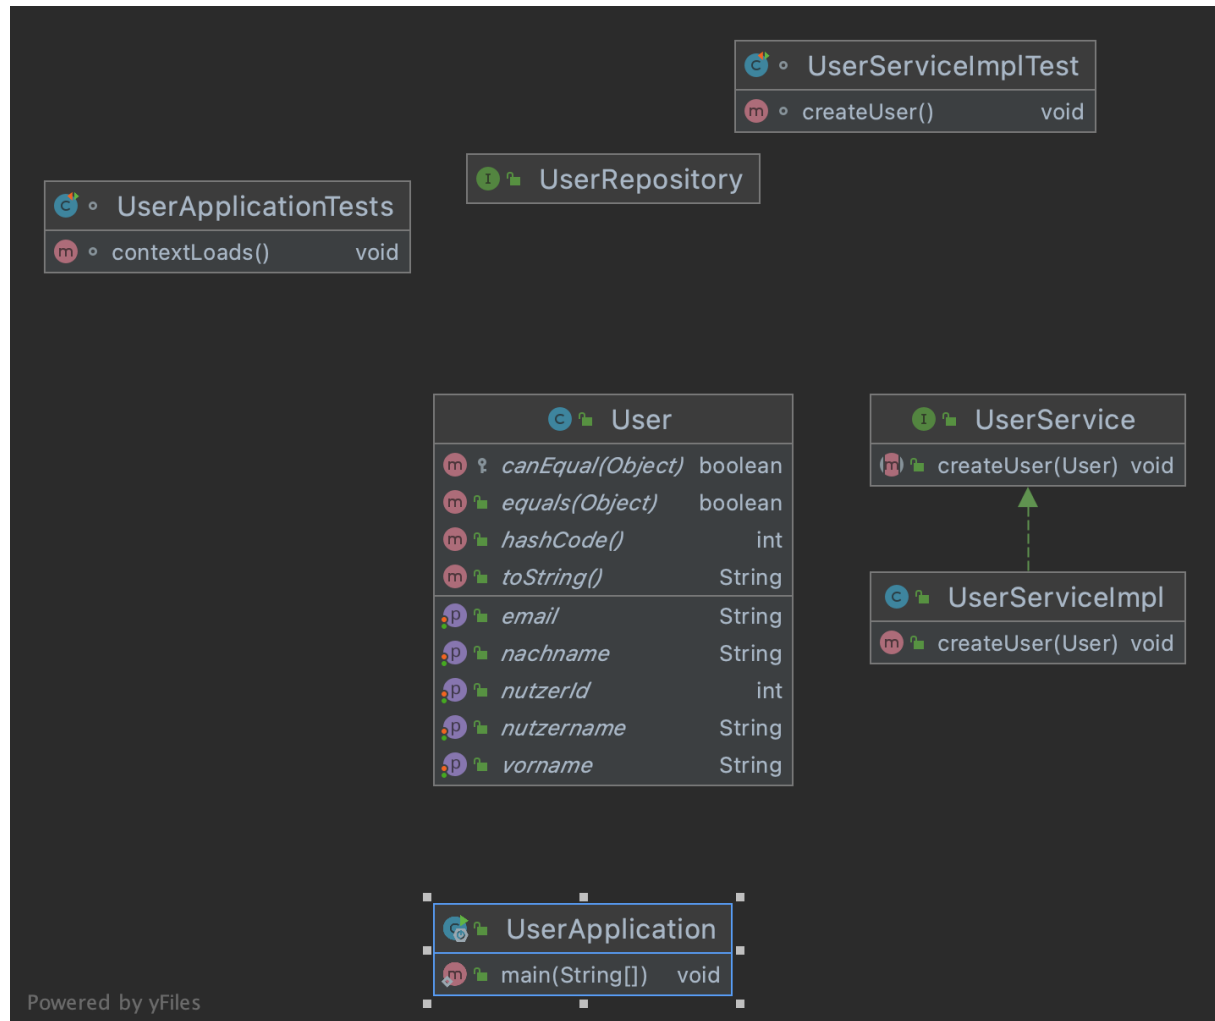 UserServiceImplTest
createUser() void
UserRepository
UserApplicationTests
contextLoads() void
User
canEqual(Object) boolean
equals(Object) boolean
hashCode() int
toString() String
email String
nachname String
nutzerId int
nutzername String
vorname String
UserService
createUser(User) void
UserServiceImpl
createUser(User) void
UserApplication
main(String[]) void
Powered by yFiles